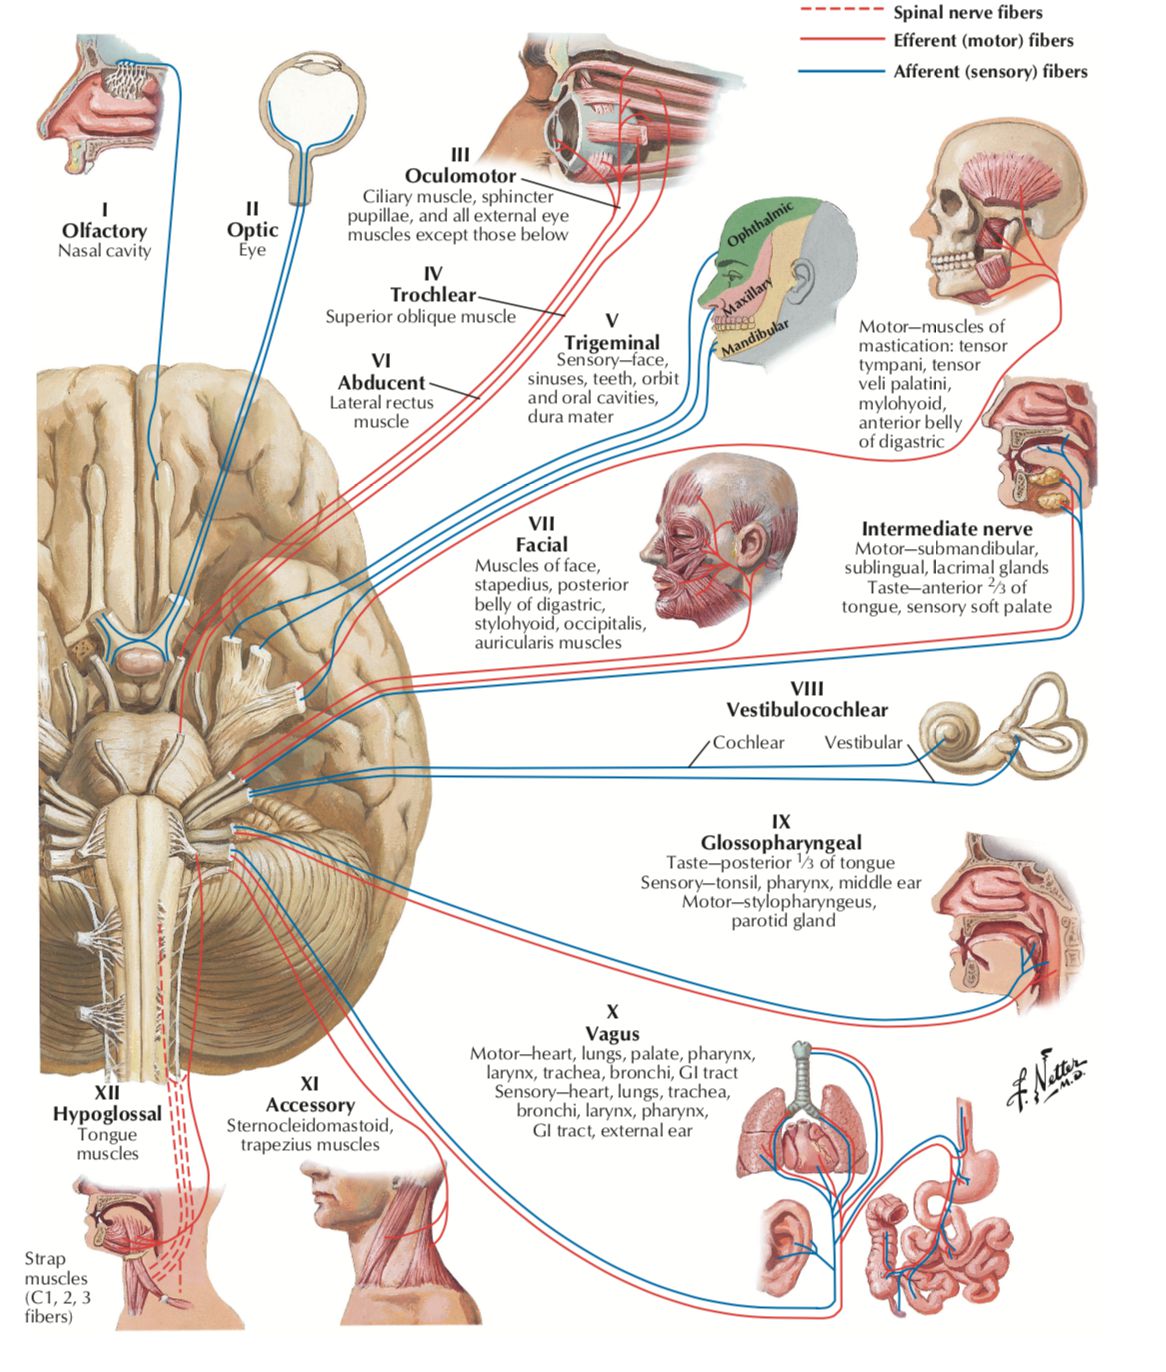 Spinal nerve fibers
Efferent (motor) fibers
Afferent (sensory) fibers
I
Olfactory
Nasal cavity
II
Optic
Eye
III
Oculomotor
Ciliary muscle, sphincter
pupillae, and all external eye
muscles except those below
IV
Trochlear
Superior oblique muscle
VI
Abducent
Lateral rectus
muscle
V
Trigeminal
Sensory—face,
sinuses, teeth, orbit
and oral cavities,
dura mater
Ophthalmic
Maxillary
Mandibular
Motor—muscles of
mastication: tensor
tympani, tensor
veli palatini,
mylohyoid,
anterior belly
of digastric
VII
Facial
Muscles of face,
stapedius, posterior
belly of digastric,
stylohyoid, occipitalis,
auricularis muscles
Intermediate nerve
Motor—submandibular,
sublingual, lacrimal glands
Taste—anterior 2/3 of
tongue, sensory soft palate
VIII
Vestibulocochlear
Cochlear
Vestibular
IX
Glossopharyngeal
Taste—posterior 1/3 of tongue
Sensory—tonsil, pharynx, middle ear
Motor—stylopharyngeus,
parotid gland
X
Vagus
Motor—heart, lungs, palate, pharynx,
larynx, trachea, bronchi, GI tract
Sensory—heart, lungs, trachea,
bronchi, larynx, pharynx,
GI tract, external ear
XII
Hypoglossal
Tongue
muscles
XI
Accessory
Sternocleidomastoid,
trapezius muscles
Strap
muscles
(C1, 2, 3
fibers)
F. Netter
M.D.